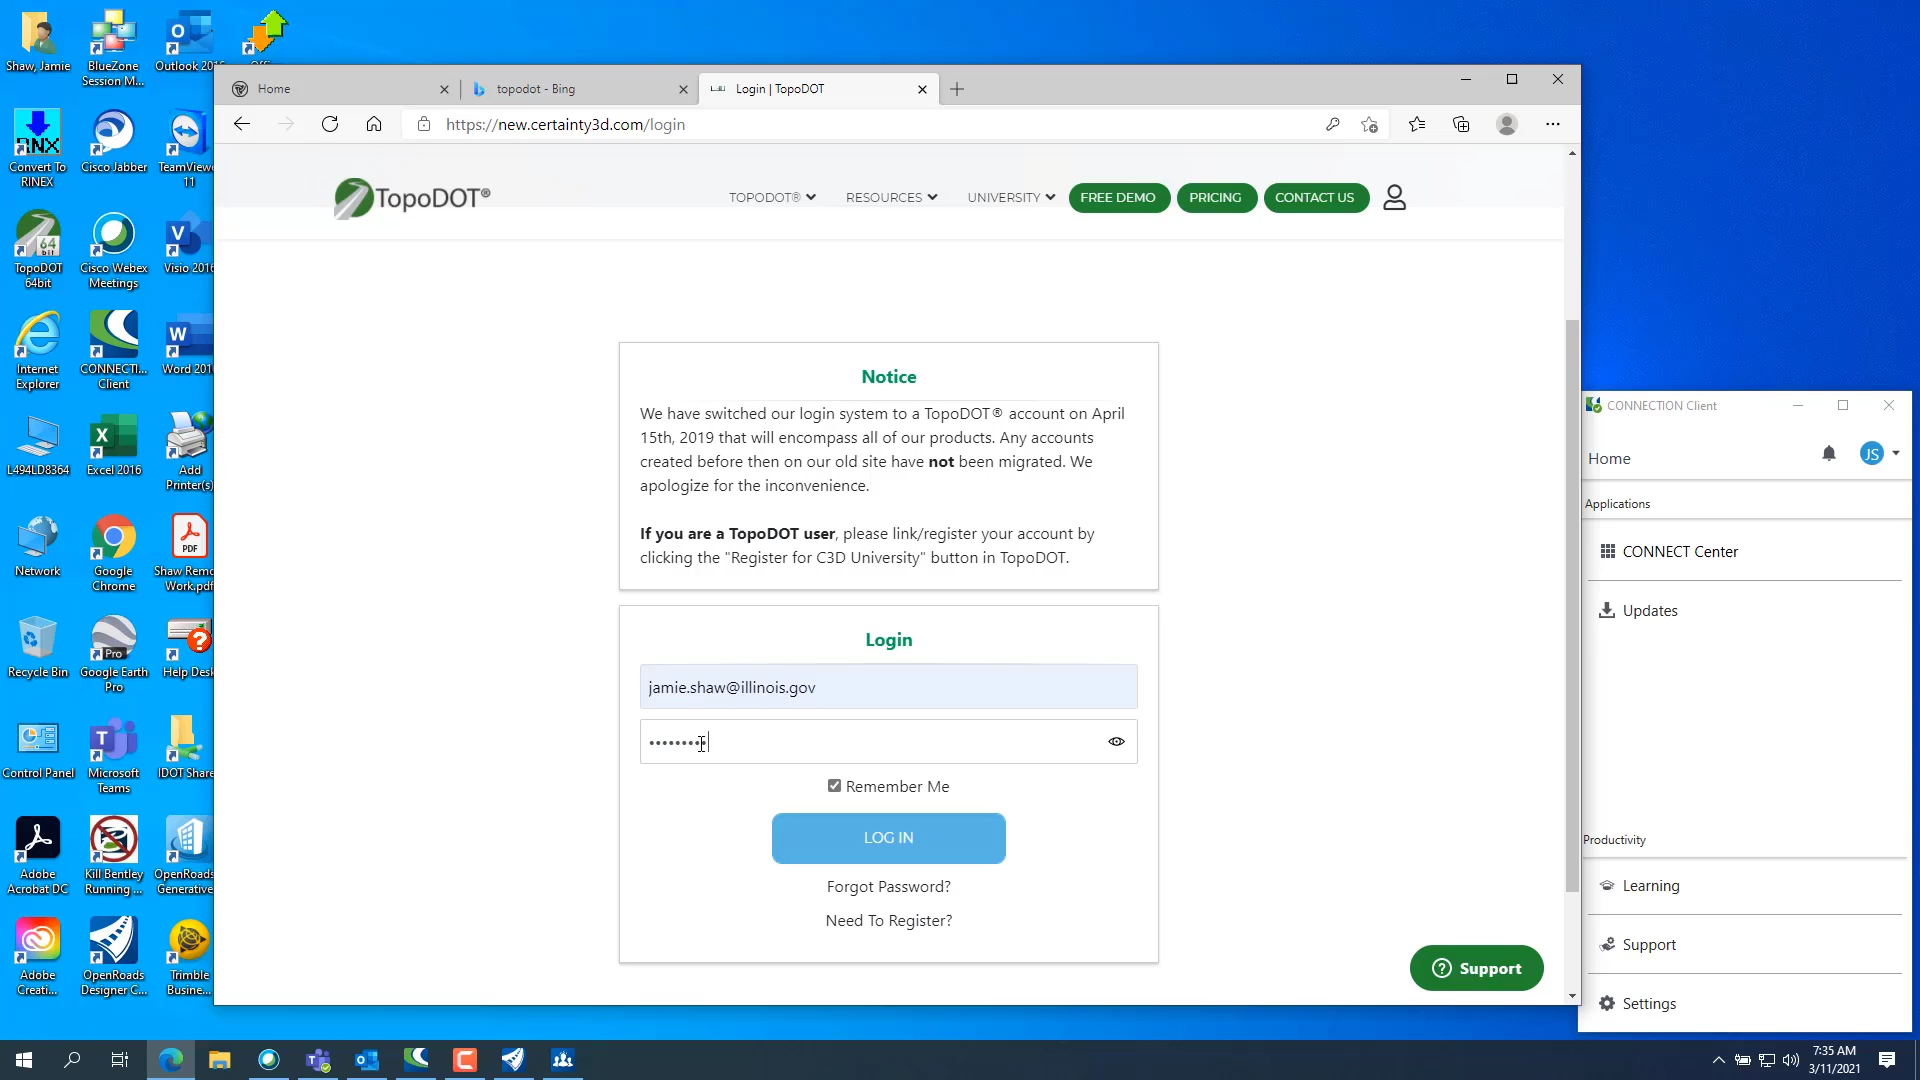 Shaw, Jamie
BlueZone
Session M...
Outlook 20
Convert To
RINEX
Cisco Jabber
TeamViewe
11
TopoDOT
64bit
Cisco Webex
Meetings
Visio 2016
Internet
Explorer
CONNECTI...
Client
Word 201
L494LD8364
Excel 2016
Add
Printer(s)
Network
Google
Chrome
Shaw Remo
Work.pdf
Recycle Bin
Google Earth
Pro
Help Desk
Control Panel
Microsoft
Teams
IDOT Share
Adobe
Acrobat DC
Kill Bentley
Running ...
OpenRoads
Generative
Adobe
Creati...
OpenRoads
Designer C...
Trimble
Busine...
RNX
64
bit
PDF
Pro
Home
topodot - Bing
Login | TopoDOT
https://new.certainty3d.com/login
TopoDOT®
TOPODOT®
RESOURCES
UNIVERSITY
FREE DEMO
PRICING
CONTACT US
Notice
We have switched our login system to a TopoDOT® account on April
15th, 2019 that will encompass all of our products. Any accounts
created before then on our old site have not been migrated. We
apologize for the inconvenience.
If you are a TopoDOT user, please link/register your account by
clicking the "Register for C3D University" button in TopoDOT.
Login
jamie.shaw@illinois.gov
Remember Me
LOG IN
Forgot Password?
Need To Register?
Support
CONNECTION Client
Home
JS
Applications
CONNECT Center
Updates
Productivity
Learning
Support
Settings
7:35 AM
3/11/2021